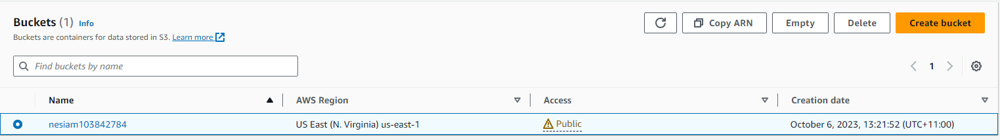 Buckets (1) Info
Buckets are containers for data stored in S3. Learn more
Copy ARN Empty Delete Create bucket
Find buckets by name
1
Name AWS Region Access Creation date
nesiam103842784 US East (N. Virginia) us-east-1 Public October 6, 2023, 13:21:52 (UTC+11:00)